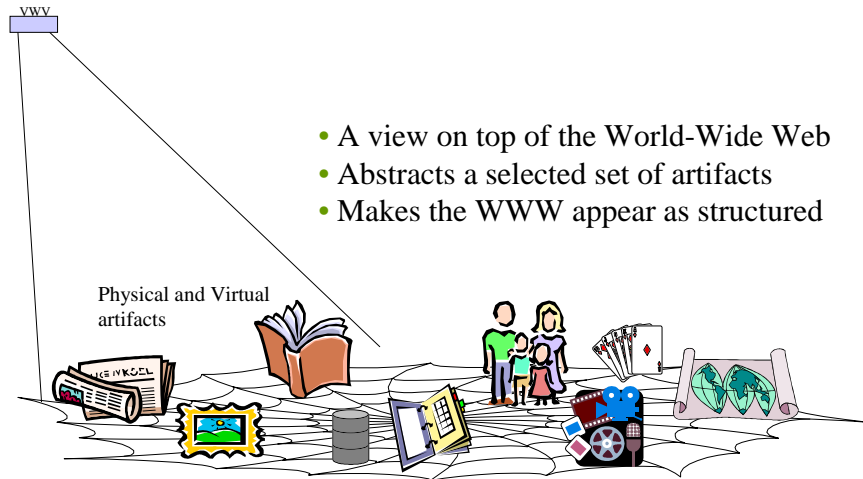 VWV
• A view on top of the World-Wide Web
• Abstracts a selected set of artifacts
• Makes the WWW appear as structured
Physical and Virtual
artifacts